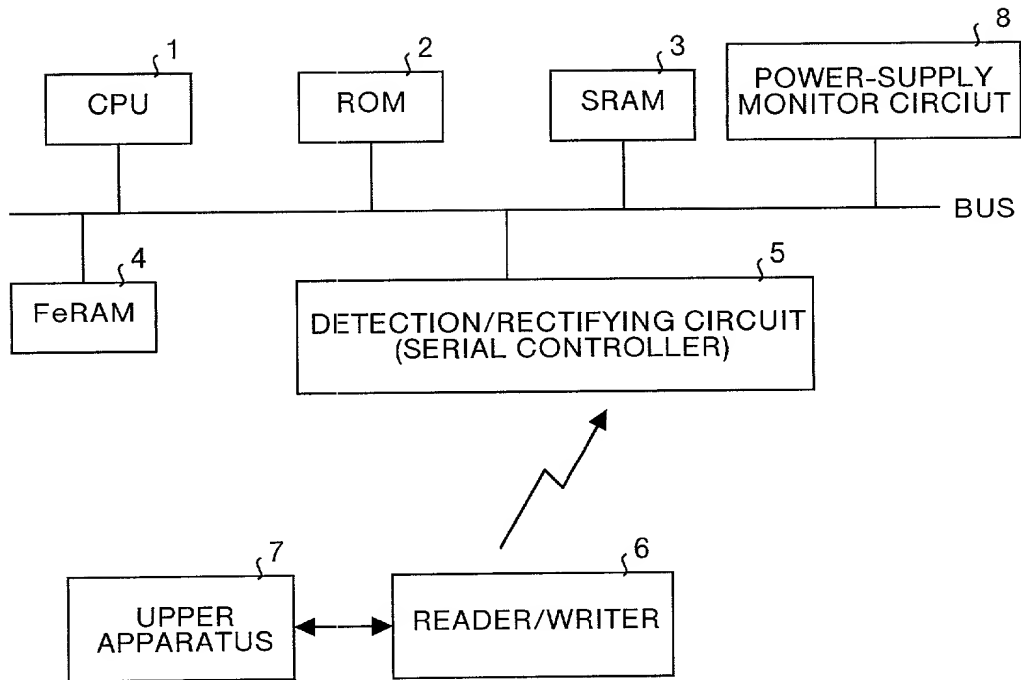 1
CPU
2
ROM
3
SRAM
8
POWER-SUPPLY
MONITOR CIRCIUT
BUS
4
FeRAM
5
DETECTION/RECTIFYING CIRCUIT
(SERIAL CONTROLLER)
7
UPPER
APPARATUS
6
READER/WRITER